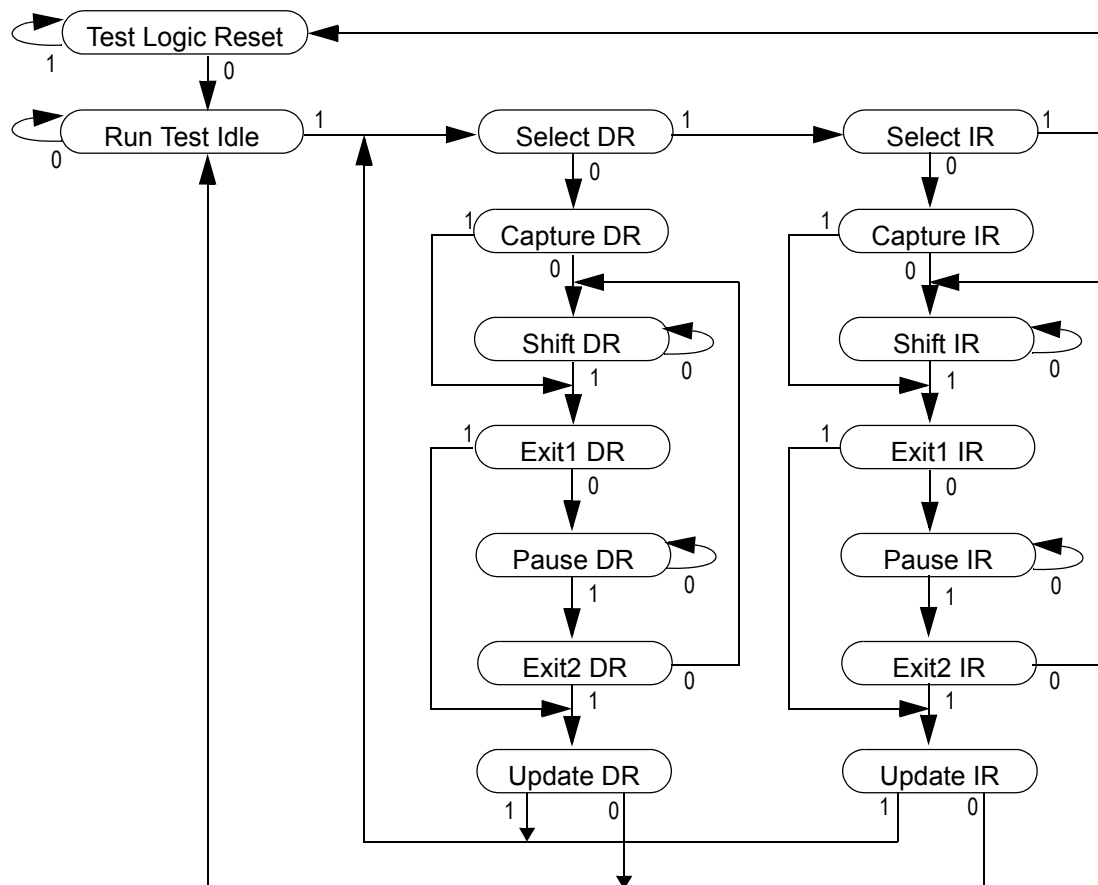 Test Logic Reset
1
0
Run Test Idle
0
1
Select DR
1
0
Select IR
1
0
Capture DR
1
0
Capture IR
1
0
Shift DR
0
1
Shift IR
0
1
Exit1 DR
1
0
Exit1 IR
1
0
Pause DR
0
1
Pause IR
0
1
Exit2 DR
0
1
Exit2 IR
0
1
Update DR
1
0
Update IR
1
0